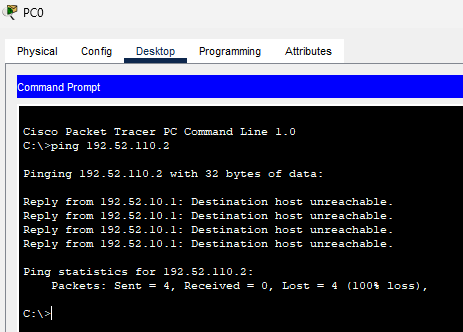 PC0
Physical Config Desktop Programming Attributes
Command Prompt
Cisco Packet Tracer PC Command Line 1.0
C:\>ping 192.52.110.2
Pinging 192.52.110.2 with 32 bytes of data:
Reply from 192.52.10.1: Destination host unreachable.
Reply from 192.52.10.1: Destination host unreachable.
Reply from 192.52.10.1: Destination host unreachable.
Reply from 192.52.10.1: Destination host unreachable.
Ping statistics for 192.52.110.2:
Packets: Sent = 4, Received = 0, Lost = 4 (100% loss),
C:\>